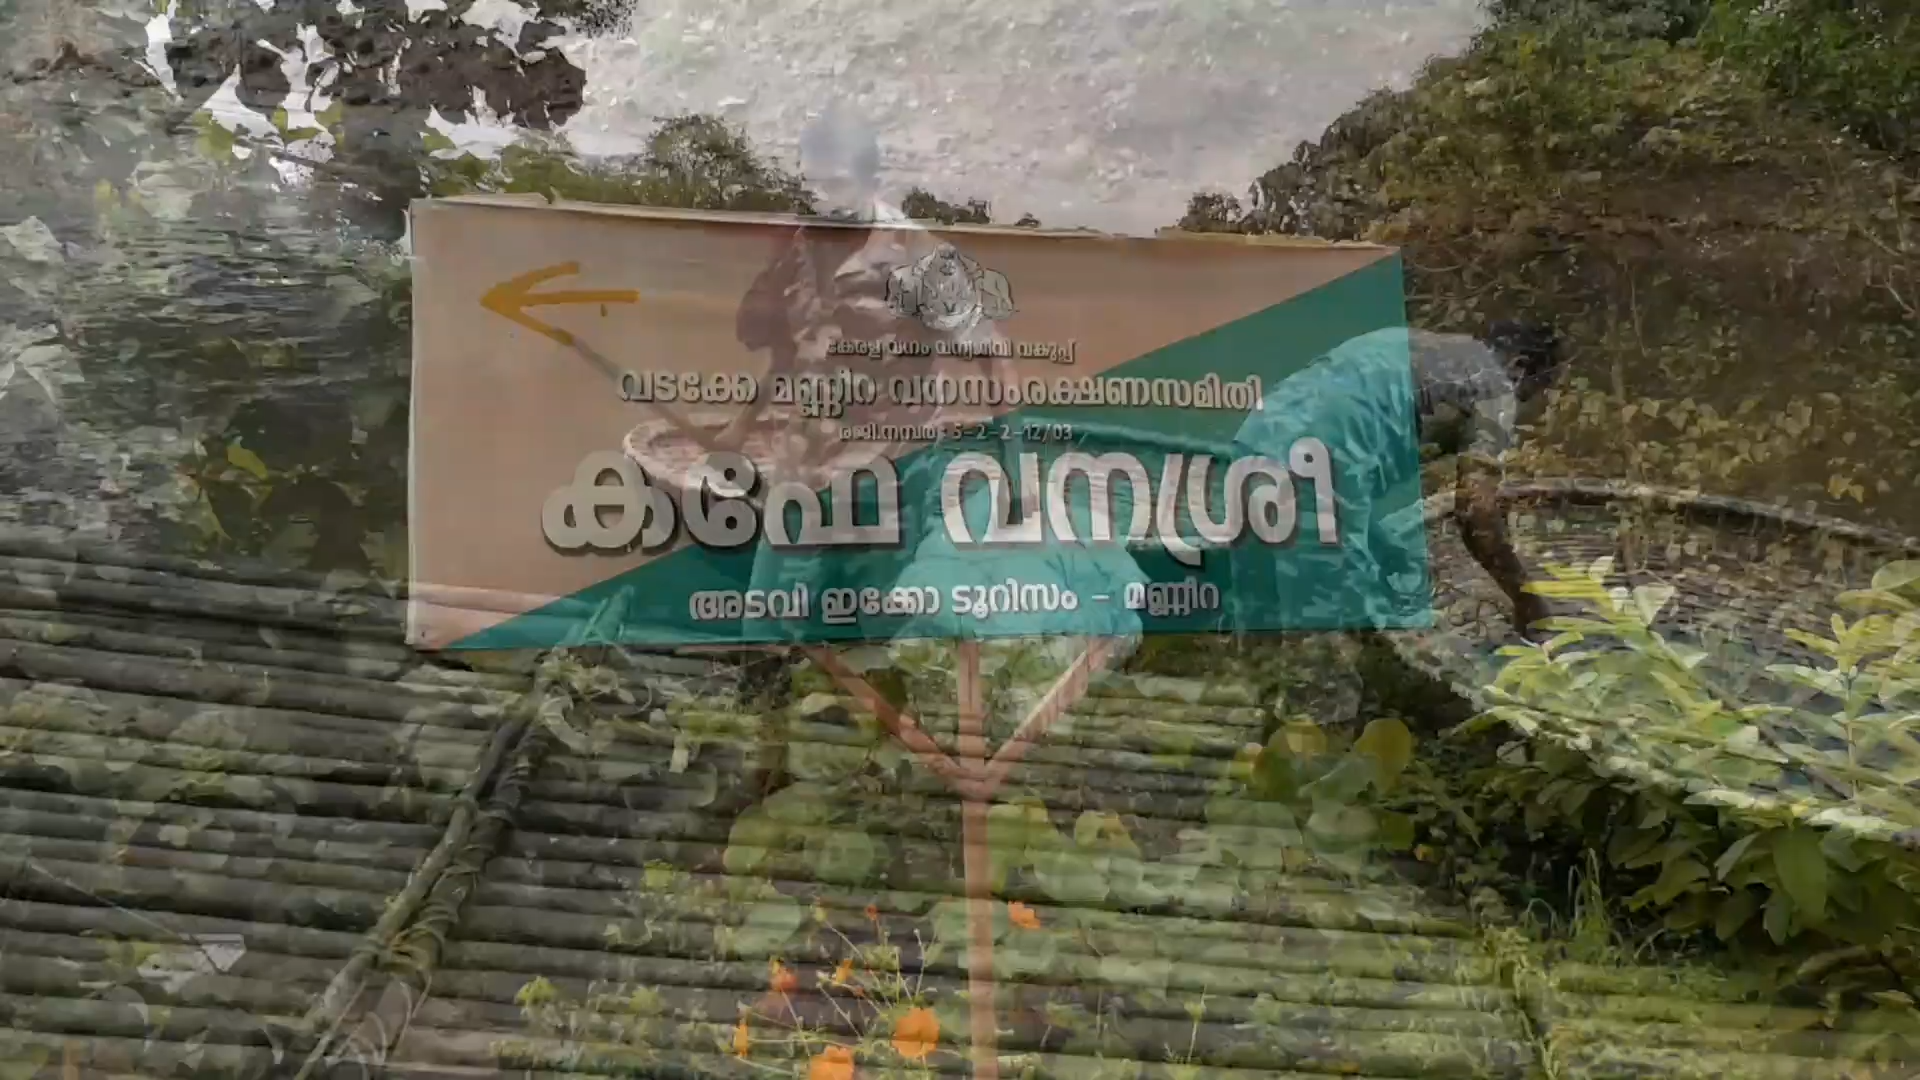 കേരള വനം വന്യജീവി വകുപ്പ്
വടക്കേ മണ്ണീറ വനസംരക്ഷണസമിതി
രജി.നമ്പർ: 5-2-2-12/03
കഫേ വനശ്രീ
അടവി ഇക്കോ ടൂറിസം - മണ്ണീറ